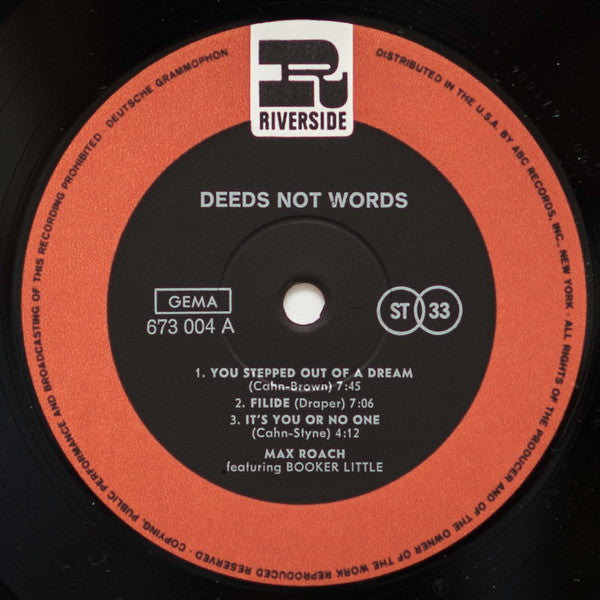 R
RIVERSIDE
DEEDS NOT WORDS
GEMA
673 004 A
ST 33
1. YOU STEPPED OUT OF A DREAM
(Cahn-Brown) 7:45
2. FILIDE (Draper) 7:06
3. IT'S YOU OR NO ONE
(Cahn-Styne) 4:12
MAX ROACH
featuring BOOKER LITTLE
DISTRIBUTED IN THE U.S.A. BY ABC RECORDS, INC., NEW YORK · ALL RIGHTS OF THE PRODUCER AND OF THE OWNER OF THE WORK REPRODUCED RESERVED · COPYING, PUBLIC PERFORMANCE AND BROADCASTING OF THIS RECORDING PROHIBITED · DEUTSCHE GRAMMOPHON